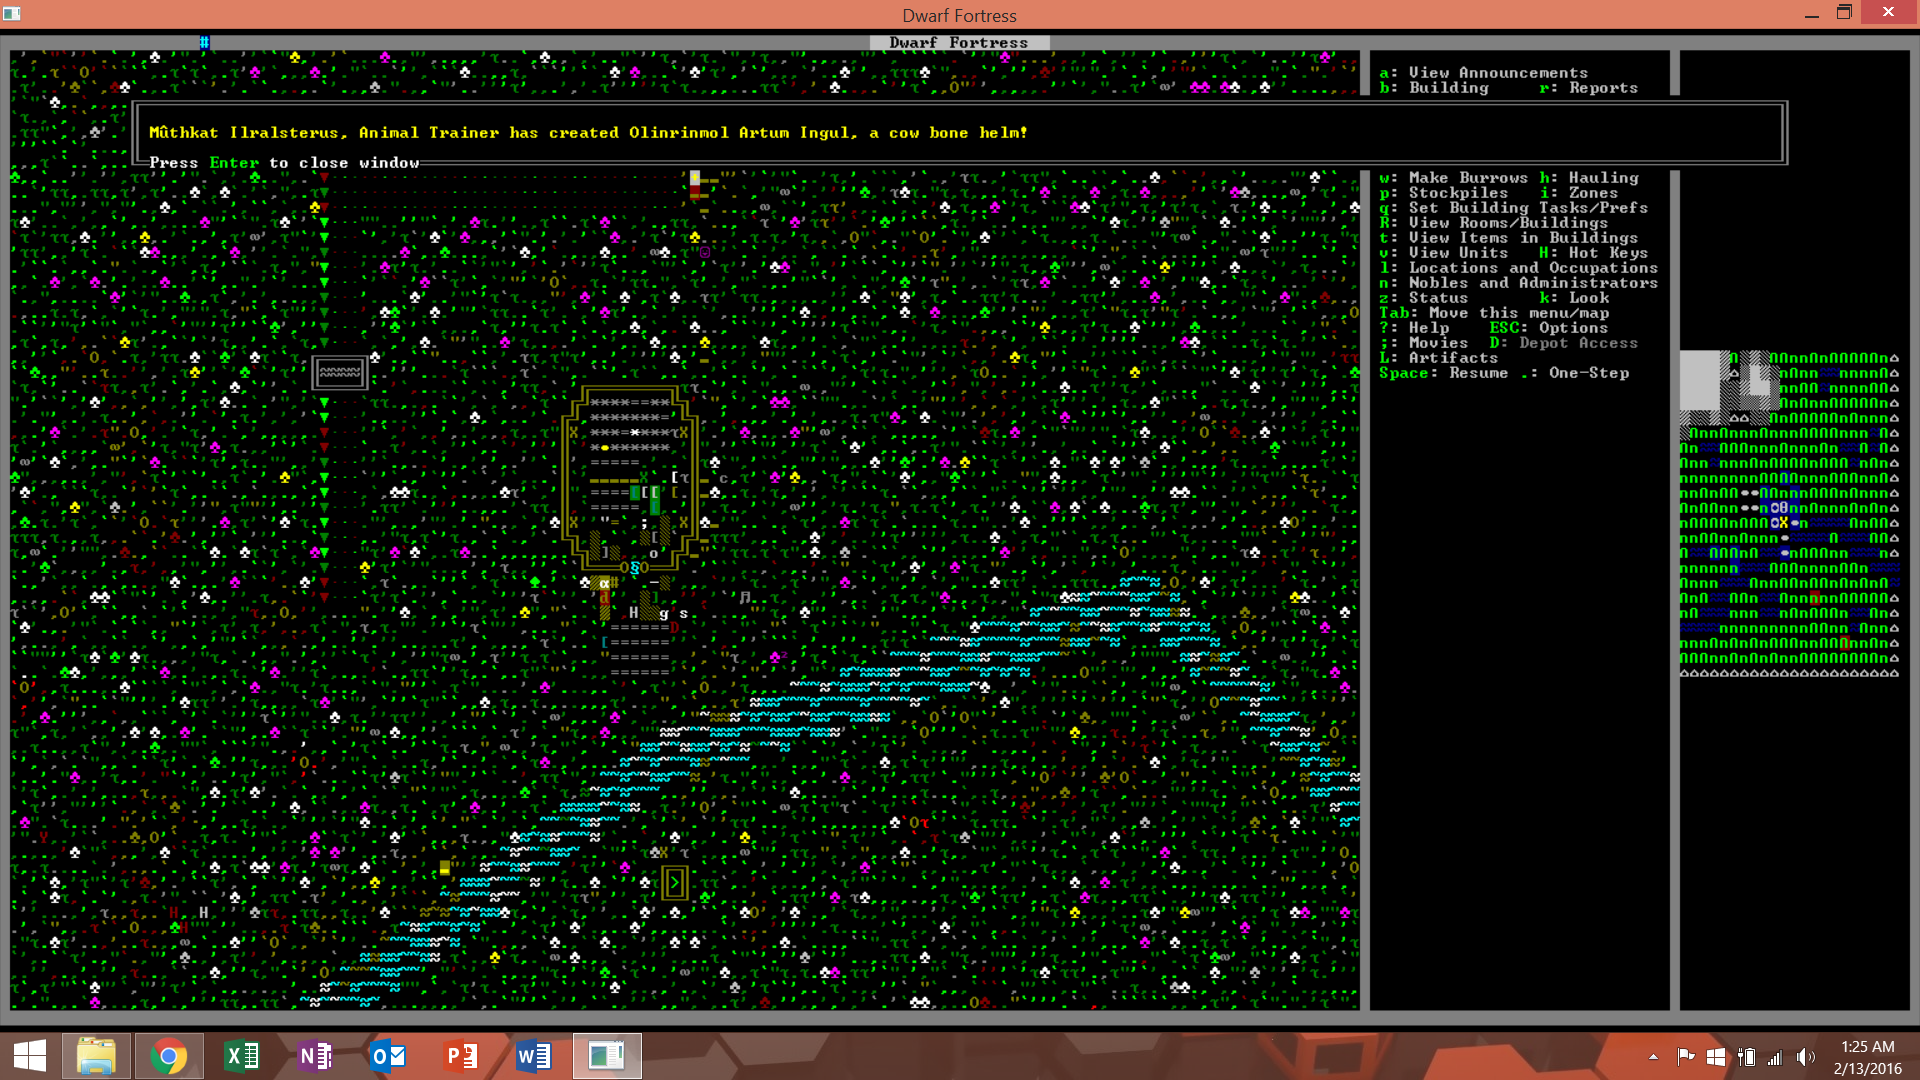 Dwarf Fortress
Dwarf Fortress
a: View Announcements
b: Building r: Reports
Mûthkat Ilralsterus, Animal Trainer has created Olinrinmol Artum Ingul, a cow bone helm!
Press Enter to close window
w: Make Burrows h: Hauling
p: Stockpiles i: Zones
q: Set Building Tasks/Prefs
R: View Rooms/Buildings
t: View Items in Buildings
v: View Units H: Hot Keys
l: Locations and Occupations
n: Nobles and Administrators
z: Status k: Look
Tab: Move this menu/map
?: Help ESC: Options
;: Movies D: Depot Access
L: Artifacts
Space: Resume .: One-Step
1:25 AM
2/13/2016